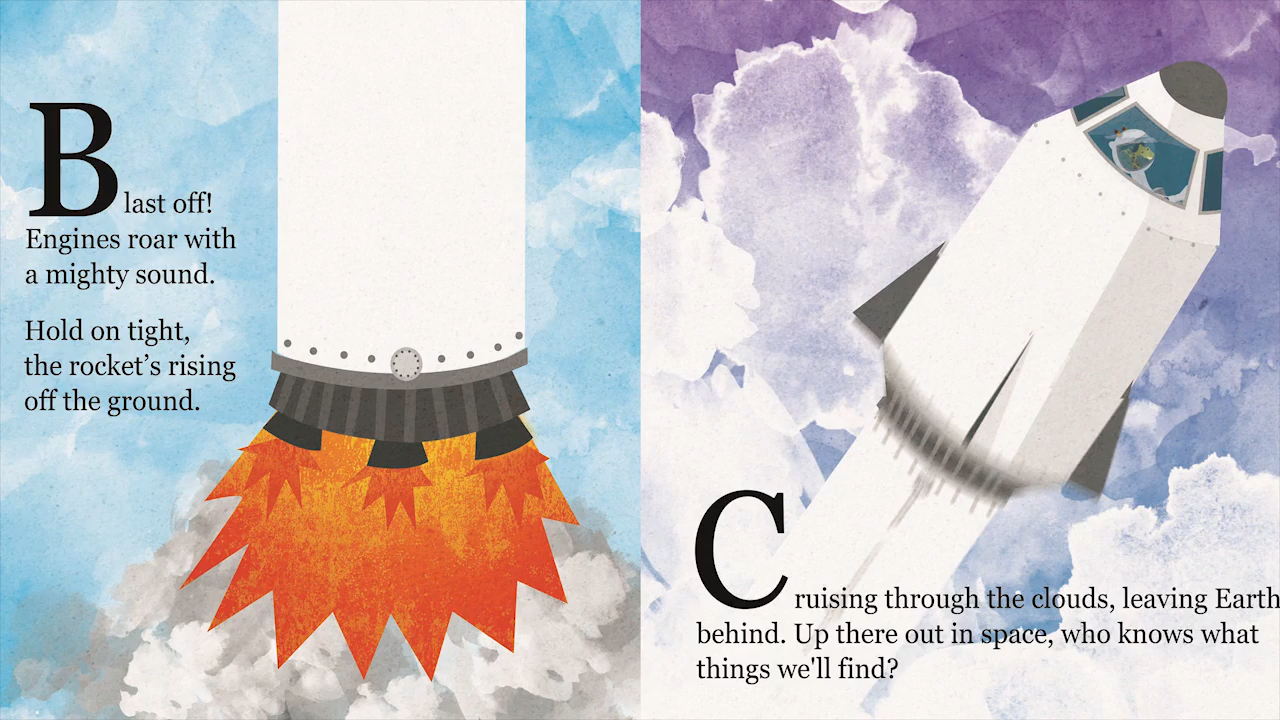 Blast off!
Engines roar with
a mighty sound.
Hold on tight,
the rocket’s rising
off the ground.
Cruising through the clouds, leaving Earth
behind. Up there out in space, who knows what
things we'll find?